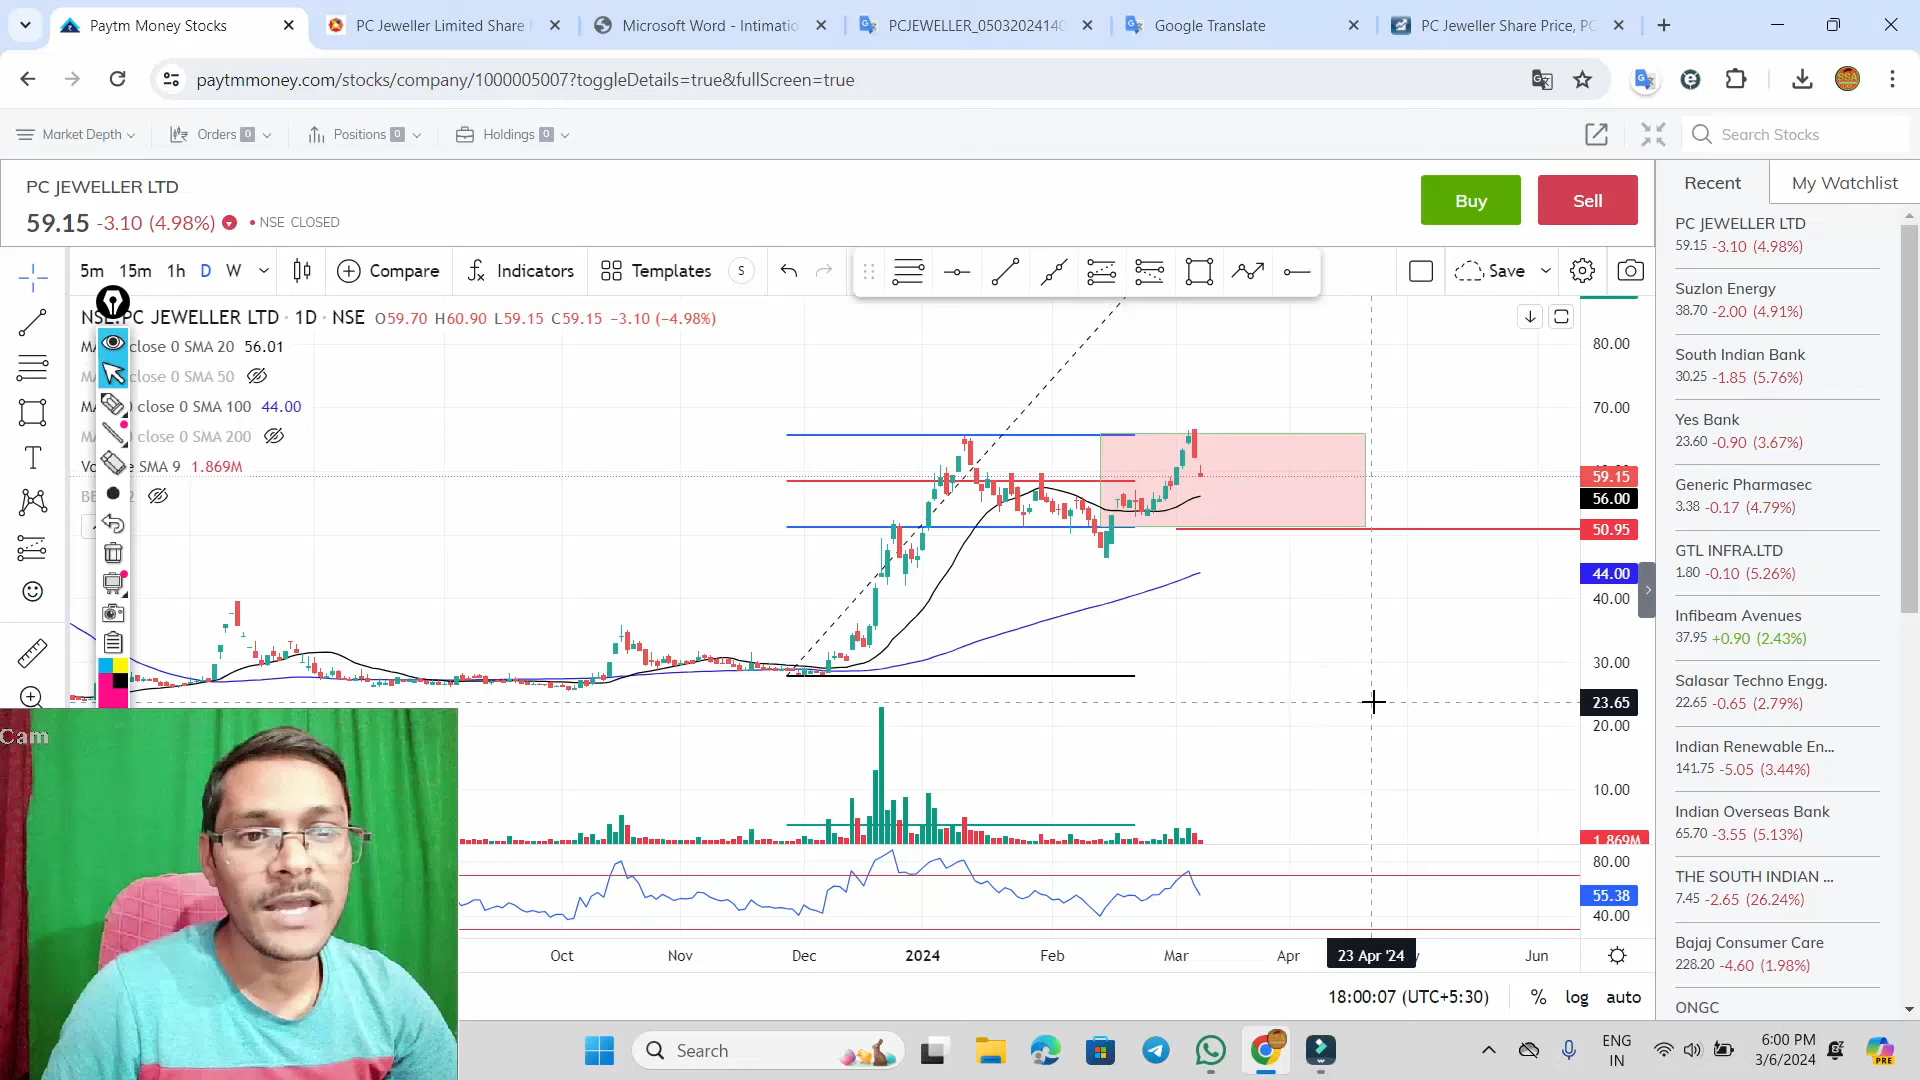 Paytm Money Stocks
PC Jeweller Limited Share
Microsoft Word - Intimatio
PCJEWELLER_0503202414
Google Translate
PC Jeweller Share Price, PC
paytmmoney.com/stocks/company/1000005007?toggleDetails=true&fullScreen=true
Market Depth
Orders 0
Positions 0
Holdings 0
Search Stocks
PC JEWELLER LTD
59.15 -3.10 (4.98%) • NSE CLOSED
Buy
Sell
Recent
My Watchlist
5m 15m 1h D W
Compare
Indicators
Templates
S
Save
NSE:PC JEWELLER LTD · 1D · NSE O59.70 H60.90 L59.15 C59.15 −3.10 (−4.98%)
close 0 SMA 20 56.01
close 0 SMA 50
close 0 SMA 100 44.00
close 0 SMA 200
SMA 9 1.869M
80.00
70.00
59.15
56.00
50.95
44.00
40.00
30.00
23.65
20.00
10.00
1.869M
80.00
55.38
40.00
Oct Nov Dec 2024 Feb Mar Apr 23 Apr '24 Jun
18:00:07 (UTC+5:30) % log auto
PC JEWELLER LTD
59.15 -3.10 (4.98%)
Suzlon Energy
38.70 -2.00 (4.91%)
South Indian Bank
30.25 -1.85 (5.76%)
Yes Bank
23.60 -0.90 (3.67%)
Generic Pharmasec
3.38 -0.17 (4.79%)
GTL INFRA.LTD
1.80 -0.10 (5.26%)
Infibeam Avenues
37.95 +0.90 (2.43%)
Salasar Techno Engg.
22.65 -0.65 (2.79%)
Indian Renewable En...
141.75 -5.05 (3.44%)
Indian Overseas Bank
65.70 -3.55 (5.13%)
THE SOUTH INDIAN ...
7.45 -2.65 (26.24%)
Bajaj Consumer Care
228.20 -4.60 (1.98%)
ONGC
Cam
Search
ENG
IN
6:00 PM
3/6/2024
PRE